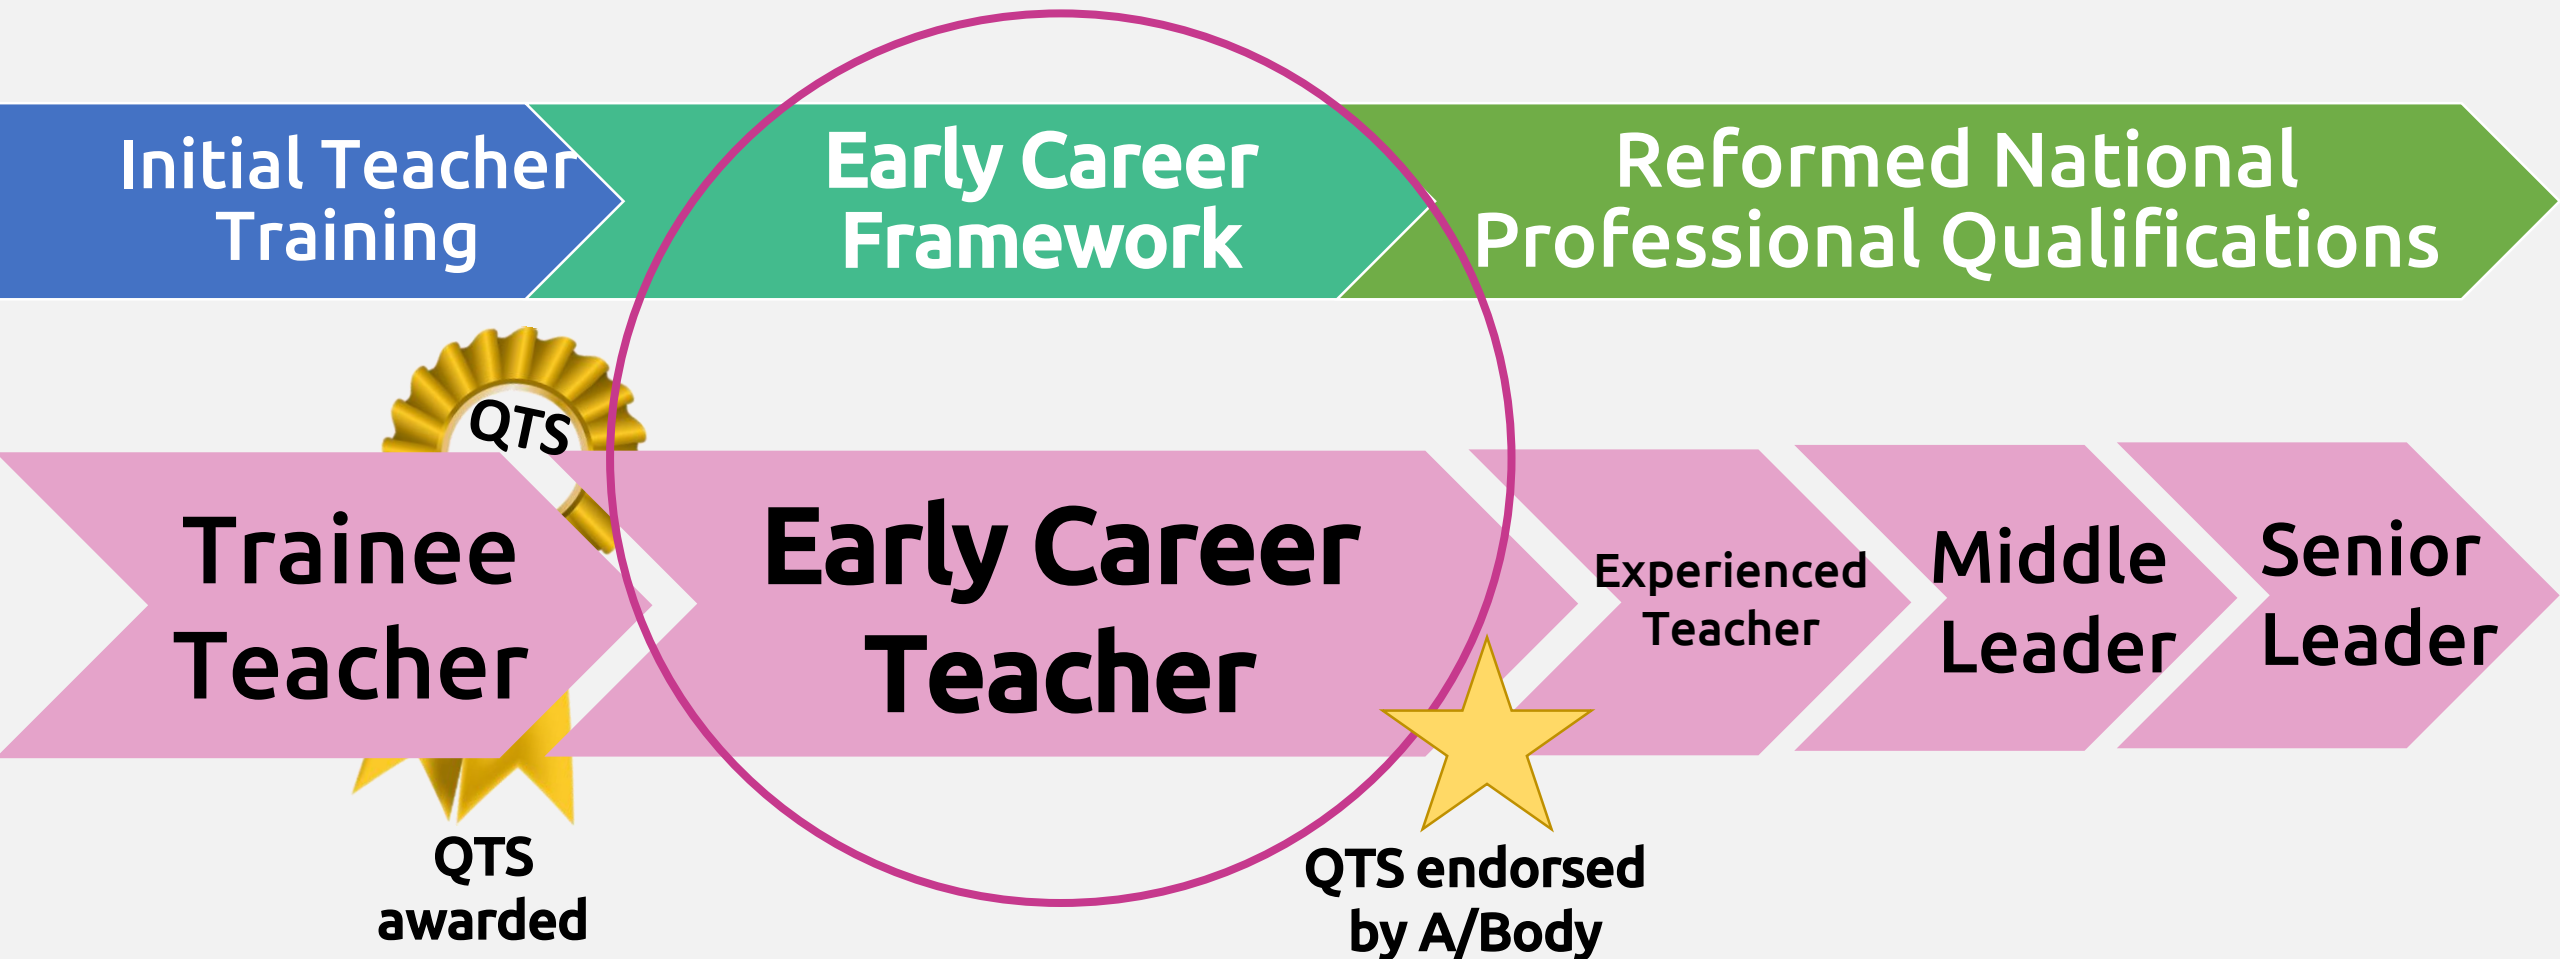 Initial Teacher
Training
Early Career
Framework
Reformed National
Professional Qualifications
QTS
Trainee
Teacher
Early Career
Teacher
Experienced
Teacher
Middle
Leader
Senior
Leader
QTS
awarded
QTS endorsed
by A/Body